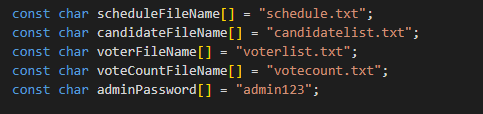 const char scheduleFileName[] = "schedule.txt";
const char candidateFileName[] = "candidatelist.txt";
const char voterFileName[] = "voterlist.txt";
const char voteCountFileName[] = "votecount.txt";
const char adminPassword[] = "admin123";